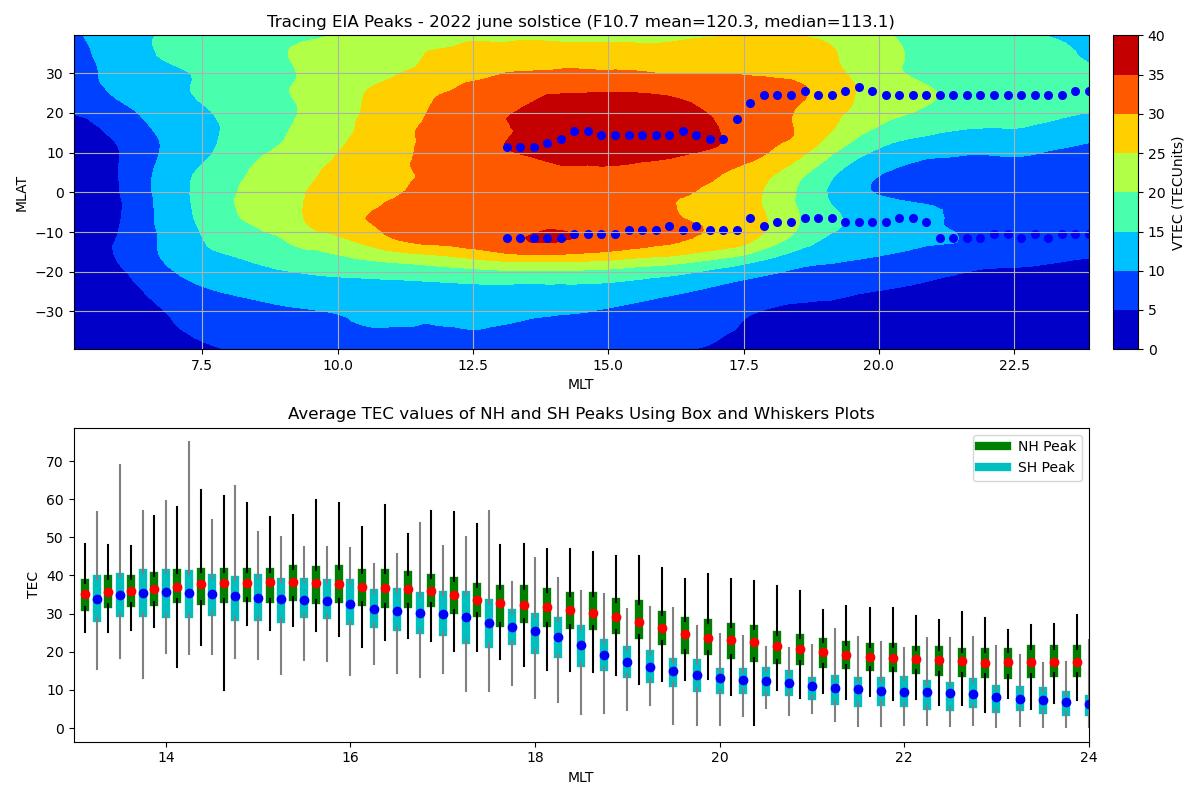 Tracing EIA Peaks - 2022 june solstice (F10.7 mean=120.3, median=113.1)
MLAT
30
20
10
0
−10
−20
−30
7.5 10.0 12.5 15.0 17.5 20.0 22.5
MLT
40
35
30
25
20
15
10
5
0
VTEC (TECUnits)
Average TEC values of NH and SH Peaks Using Box and Whiskers Plots
NH Peak
SH Peak
TEC
70
60
50
40
30
20
10
0
14 16 18 20 22 24
MLT